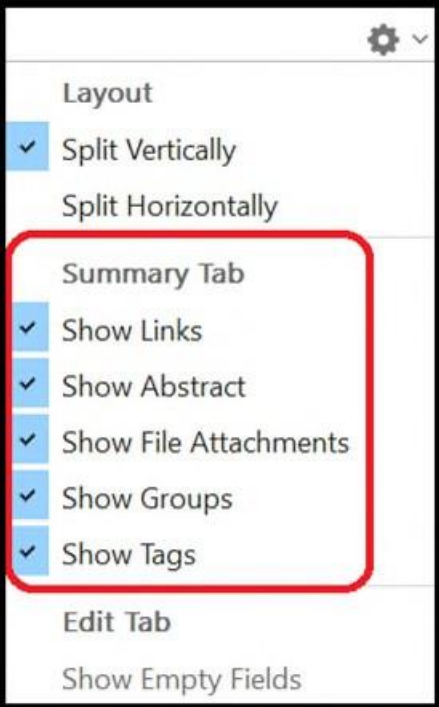 Layout
Split Vertically
Split Horizontally
Summary Tab
Show Links
Show Abstract
Show File Attachments
Show Groups
Show Tags
Edit Tab
Show Empty Fields